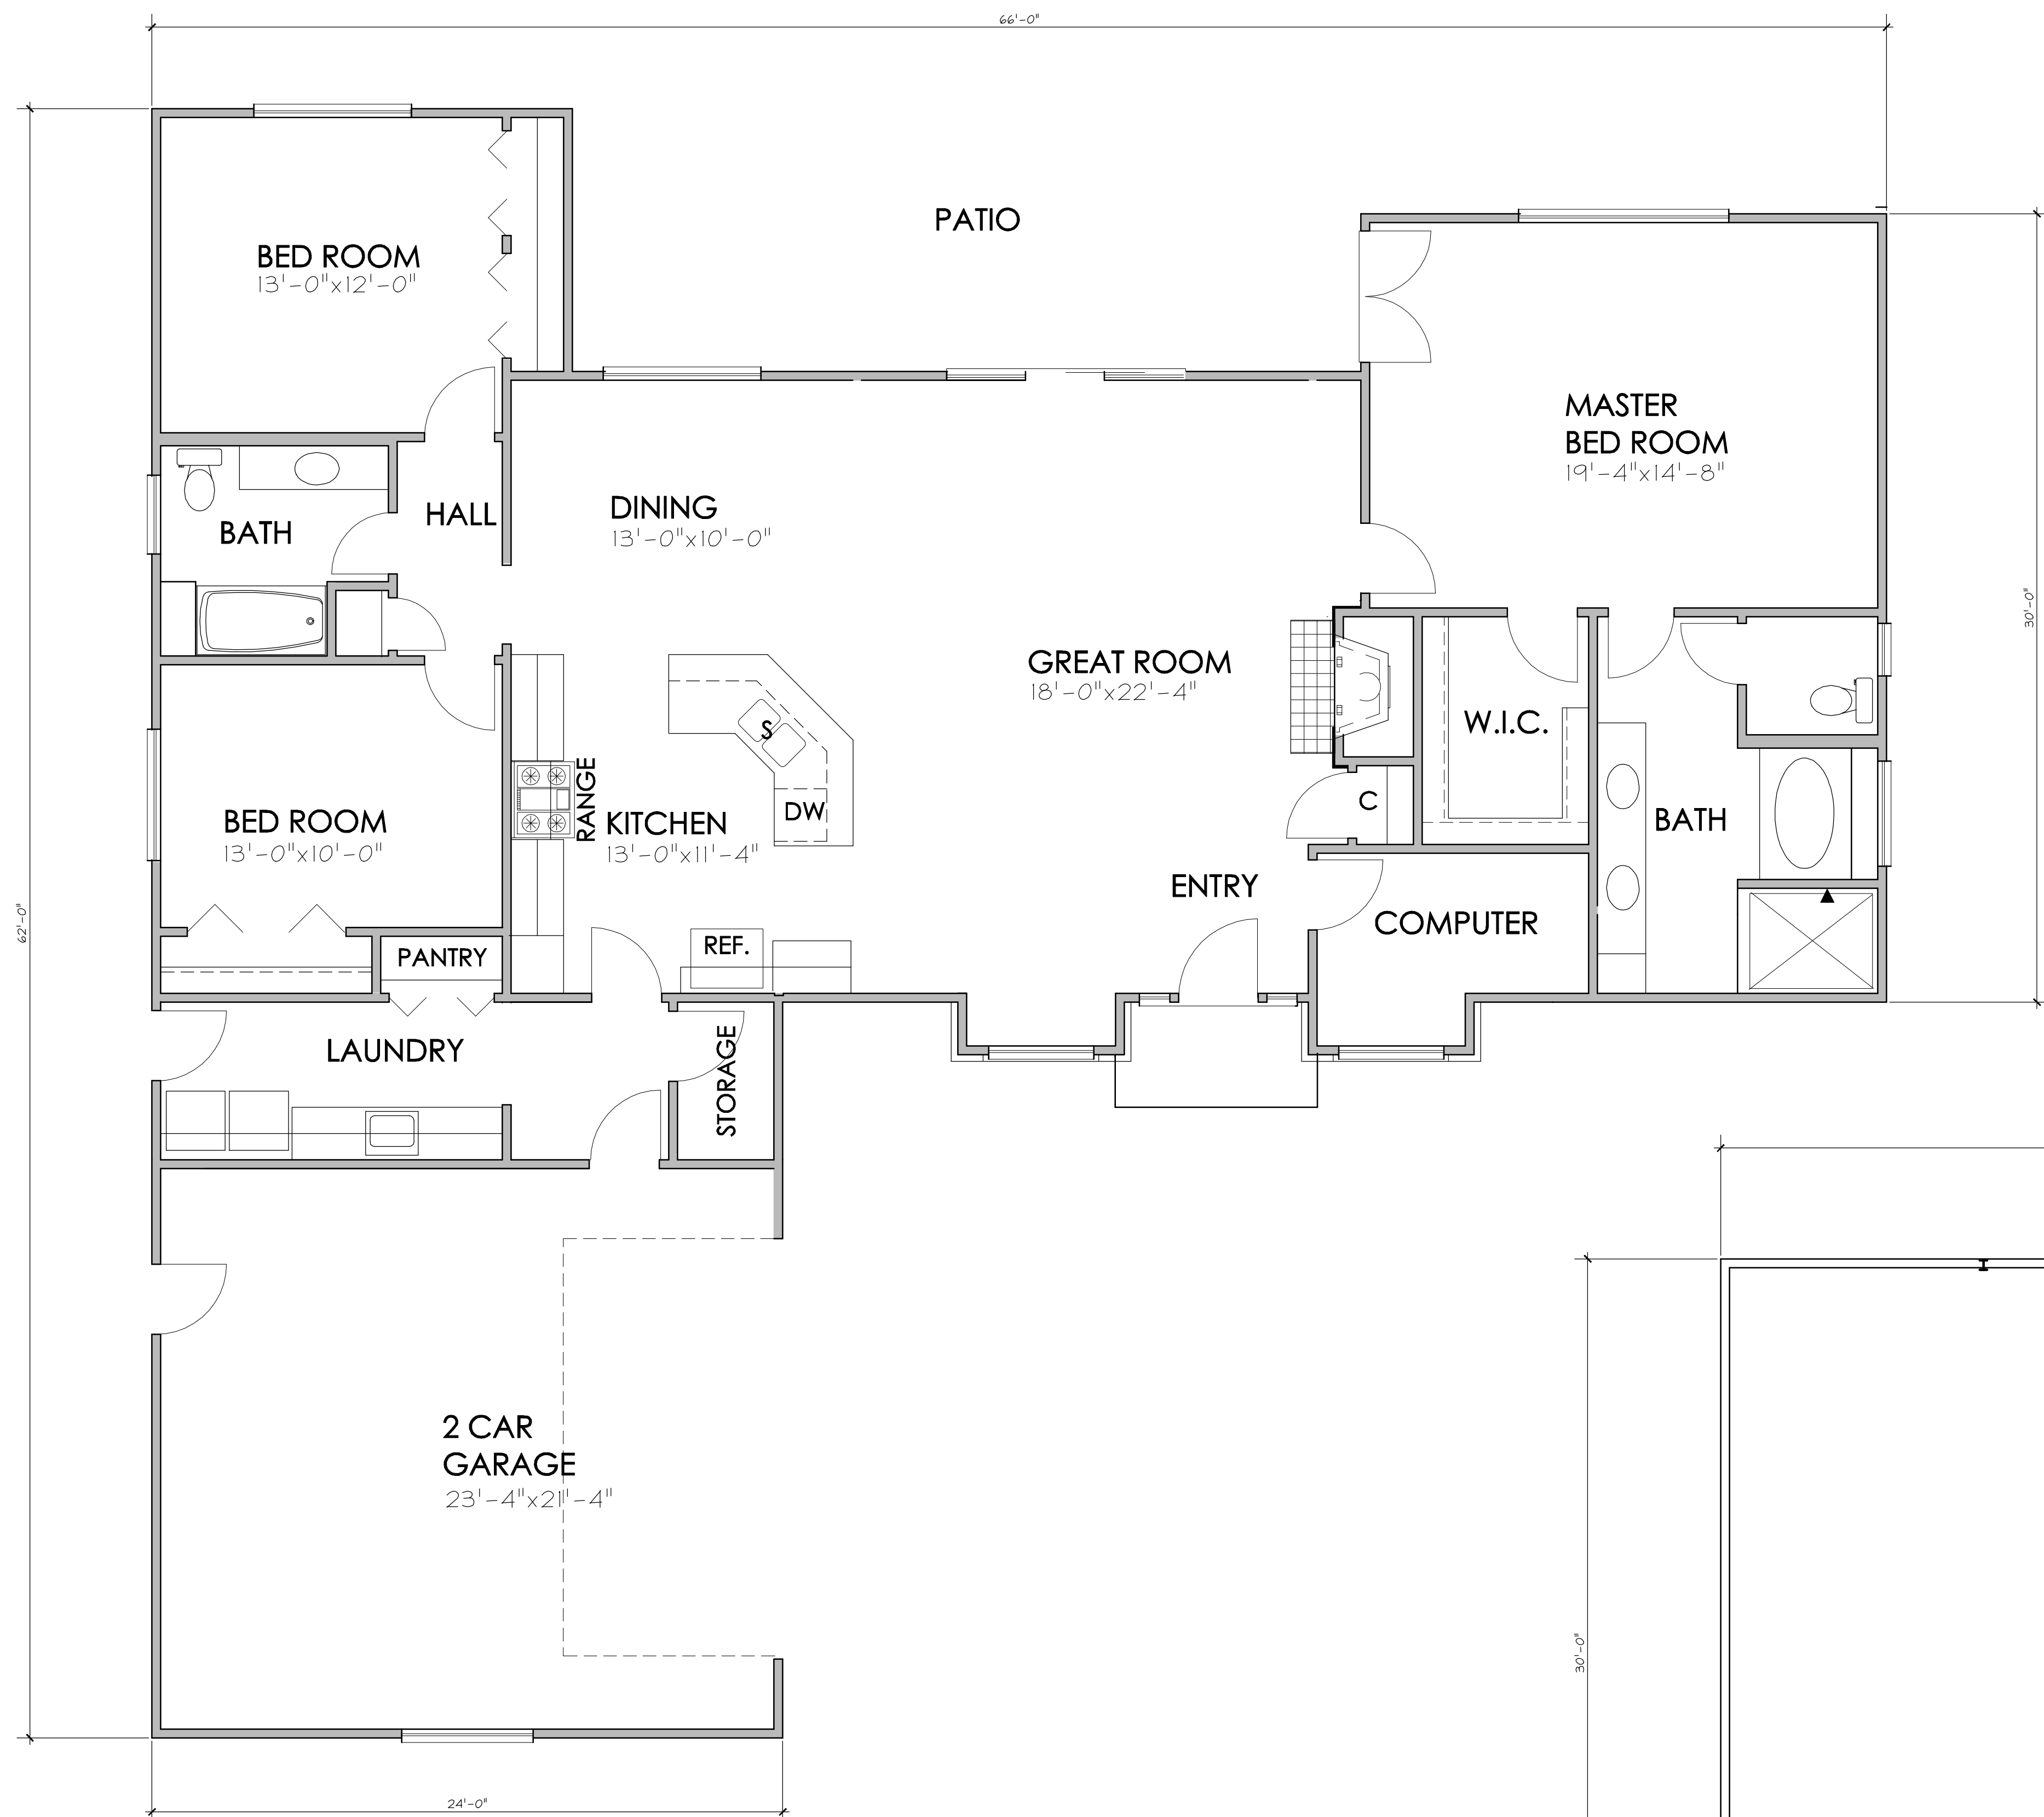 66'-0"
PATIO
BED ROOM
13'-0"x12'-0"
MASTER
BED ROOM
19'-4"x14'-8"
HALL
BATH
DINING
13'-0"x10'-0"
30'-0"
GREAT ROOM
18'-0"x22'-4"
S
W.I.C.
RANGE
DW
C
BED ROOM
13'-0"x10'-0"
KITCHEN
13'-0"x11'-4"
BATH
ENTRY
COMPUTER
62'-0"
PANTRY
REF.
LAUNDRY
STORAGE
2 CAR
GARAGE
23'-4"x21'-4"
30'-0"
24'-0"